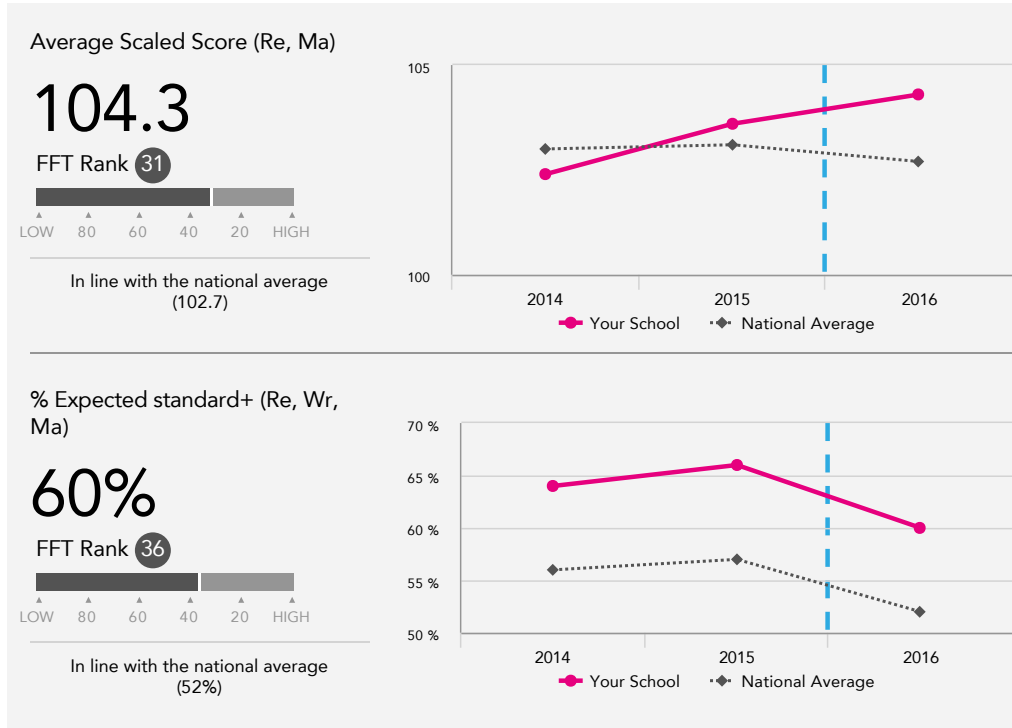 Average Scaled Score (Re, Ma)
104.3
FFT Rank 31
LOW 80 60 40 20 HIGH
In line with the national average
(102.7)
105
100
2014 2015 2016
Your School National Average
% Expected standard+ (Re, Wr,
Ma)
60%
FFT Rank 36
LOW 80 60 40 20 HIGH
In line with the national average
(52%)
70 %
65 %
60 %
55 %
50 %
2014 2015 2016
Your School National Average